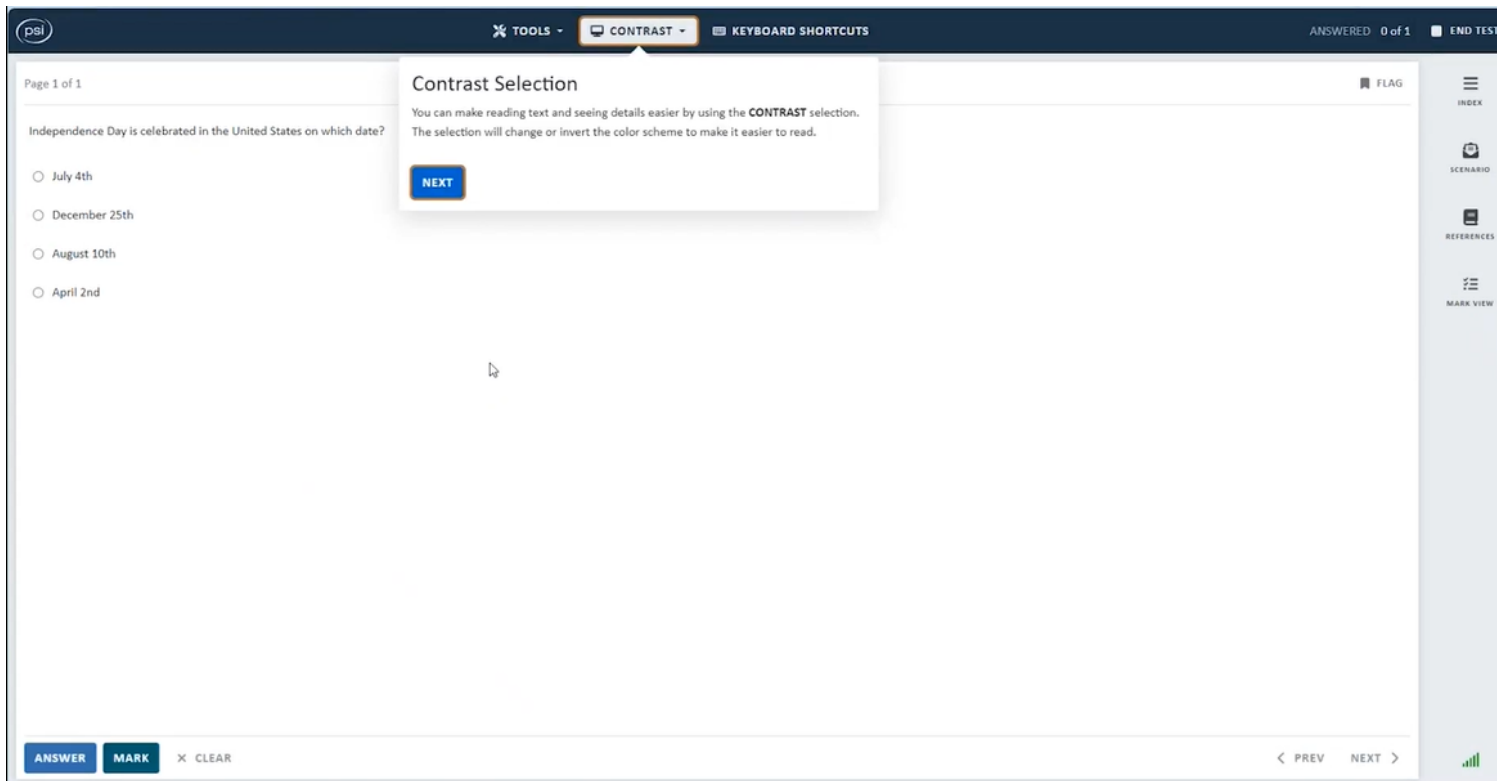 psi
TOOLS
CONTRAST
KEYBOARD SHORTCUTS
ANSWERED 0 of 1
END TEST
Page 1 of 1
FLAG
Contrast Selection
You can make reading text and seeing details easier by using the CONTRAST selection.
The selection will change or invert the color scheme to make it easier to read.
NEXT
Independence Day is celebrated in the United States on which date?
July 4th
December 25th
August 10th
April 2nd
INDEX
SCENARIO
REFERENCES
MARK VIEW
ANSWER
MARK
CLEAR
PREV
NEXT